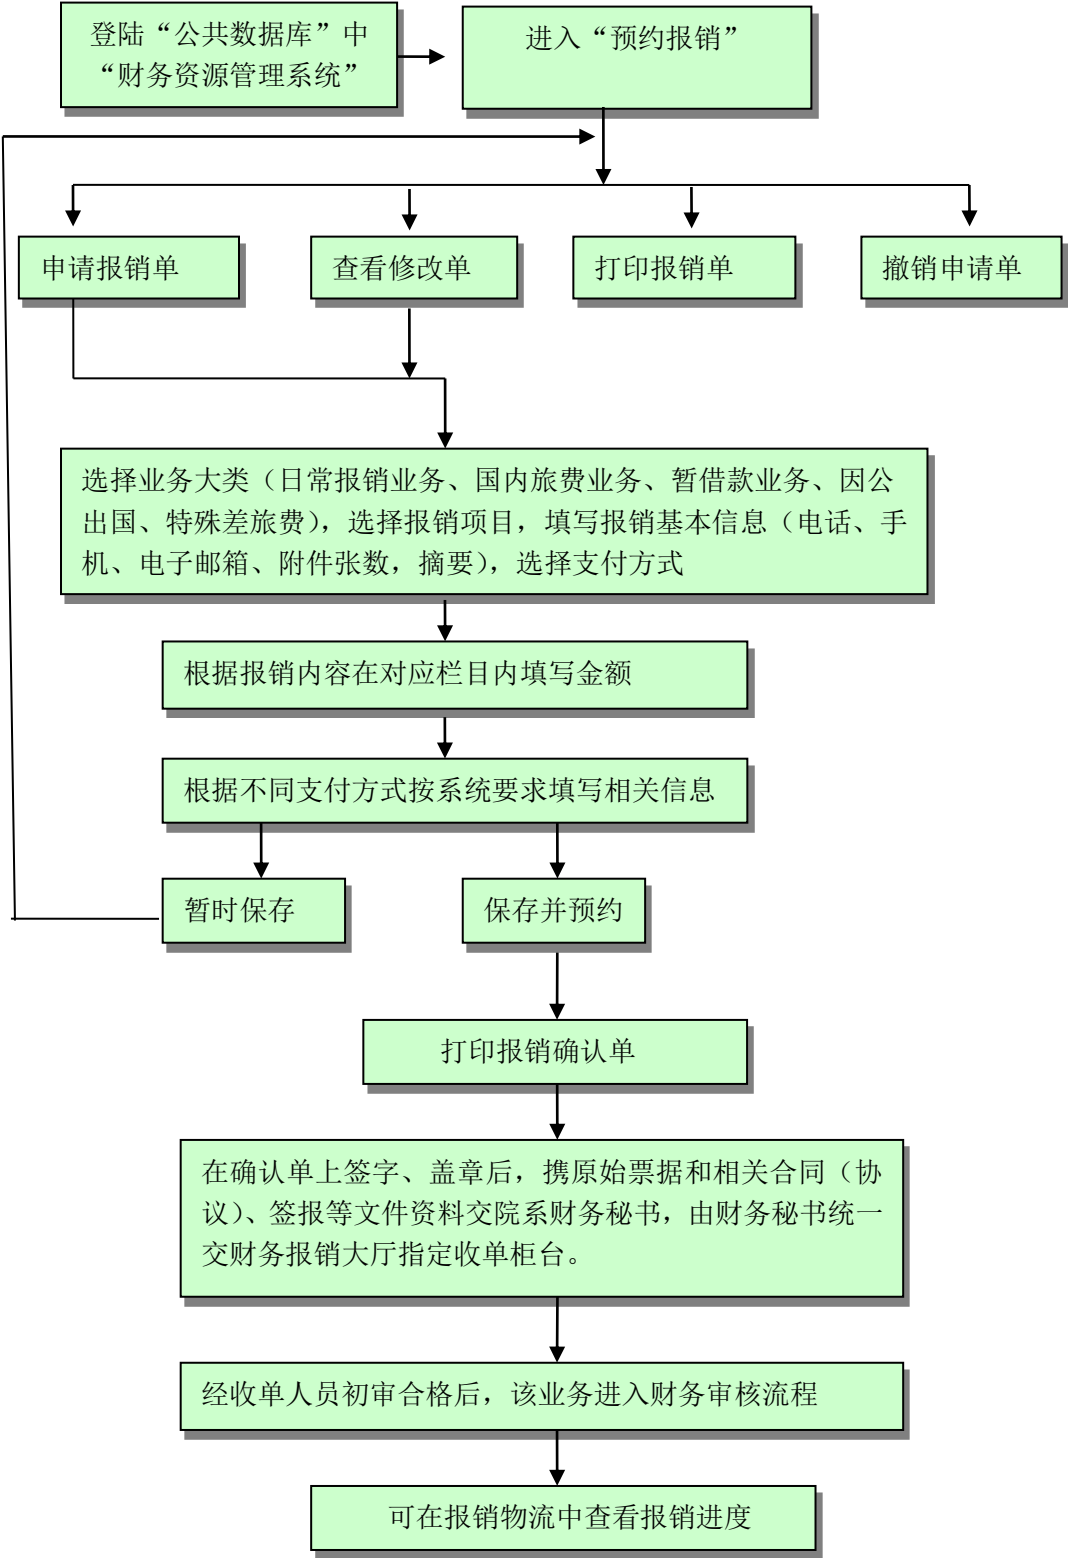 登陆“公共数据库”中
“财务资源管理系统”
进入“预约报销”
申请报销单
查看修改单
打印报销单
撤销申请单
选择业务大类（日常报销业务、国内旅费业务、暂借款业务、因公
出国、特殊差旅费），选择报销项目，填写报销基本信息（电话、手
机、电子邮箱、附件张数，摘要），选择支付方式
根据报销内容在对应栏目内填写金额
根据不同支付方式按系统要求填写相关信息
暂时保存
保存并预约
打印报销确认单
在确认单上签字、盖章后，携原始票据和相关合同（协
议）、签报等文件资料交院系财务秘书，由财务秘书统一
交财务报销大厅指定收单柜台。
经收单人员初审合格后，该业务进入财务审核流程
可在报销物流中查看报销进度